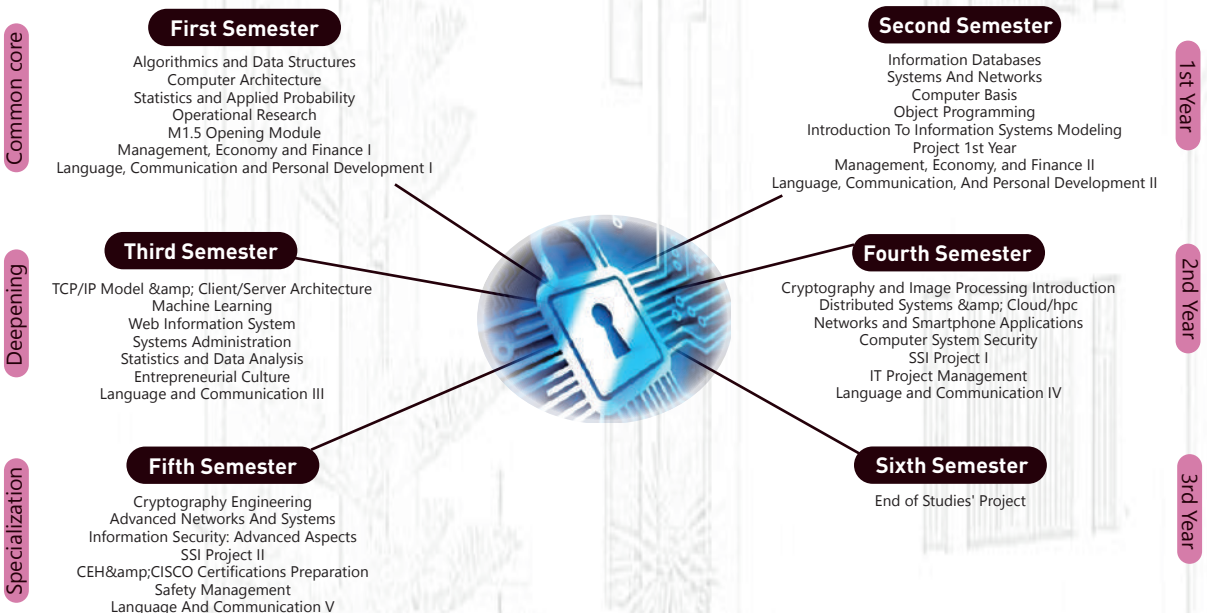 Common core
First Semester
Algorithmics and Data Structures
Computer Architecture
Statistics and Applied Probability
Operational Research
M1.5 Opening Module
Management, Economy and Finance I
Language, Communication and Personal Development I
Second Semester
Information Databases
Systems And Networks
Computer Basis
Object Programming
Introduction To Information Systems Modeling
Project 1st Year
Management, Economy, and Finance II
Language, Communication, And Personal Development II
1st Year
Deepening
Third Semester
TCP/IP Model &amp; Client/Server Architecture
Machine Learning
Web Information System
Systems Administration
Statistics and Data Analysis
Entrepreneurial Culture
Language and Communication III
Fourth Semester
Cryptography and Image Processing Introduction
Distributed Systems &amp; Cloud/hpc
Networks and Smartphone Applications
Computer System Security
SSI Project I
IT Project Management
Language and Communication IV
2nd Year
Specialization
Fifth Semester
Cryptography Engineering
Advanced Networks And Systems
Information Security: Advanced Aspects
SSI Project II
CEH&amp;CISCO Certifications Preparation
Safety Management
Language And Communication V
Sixth Semester
End of Studies' Project
3rd Year